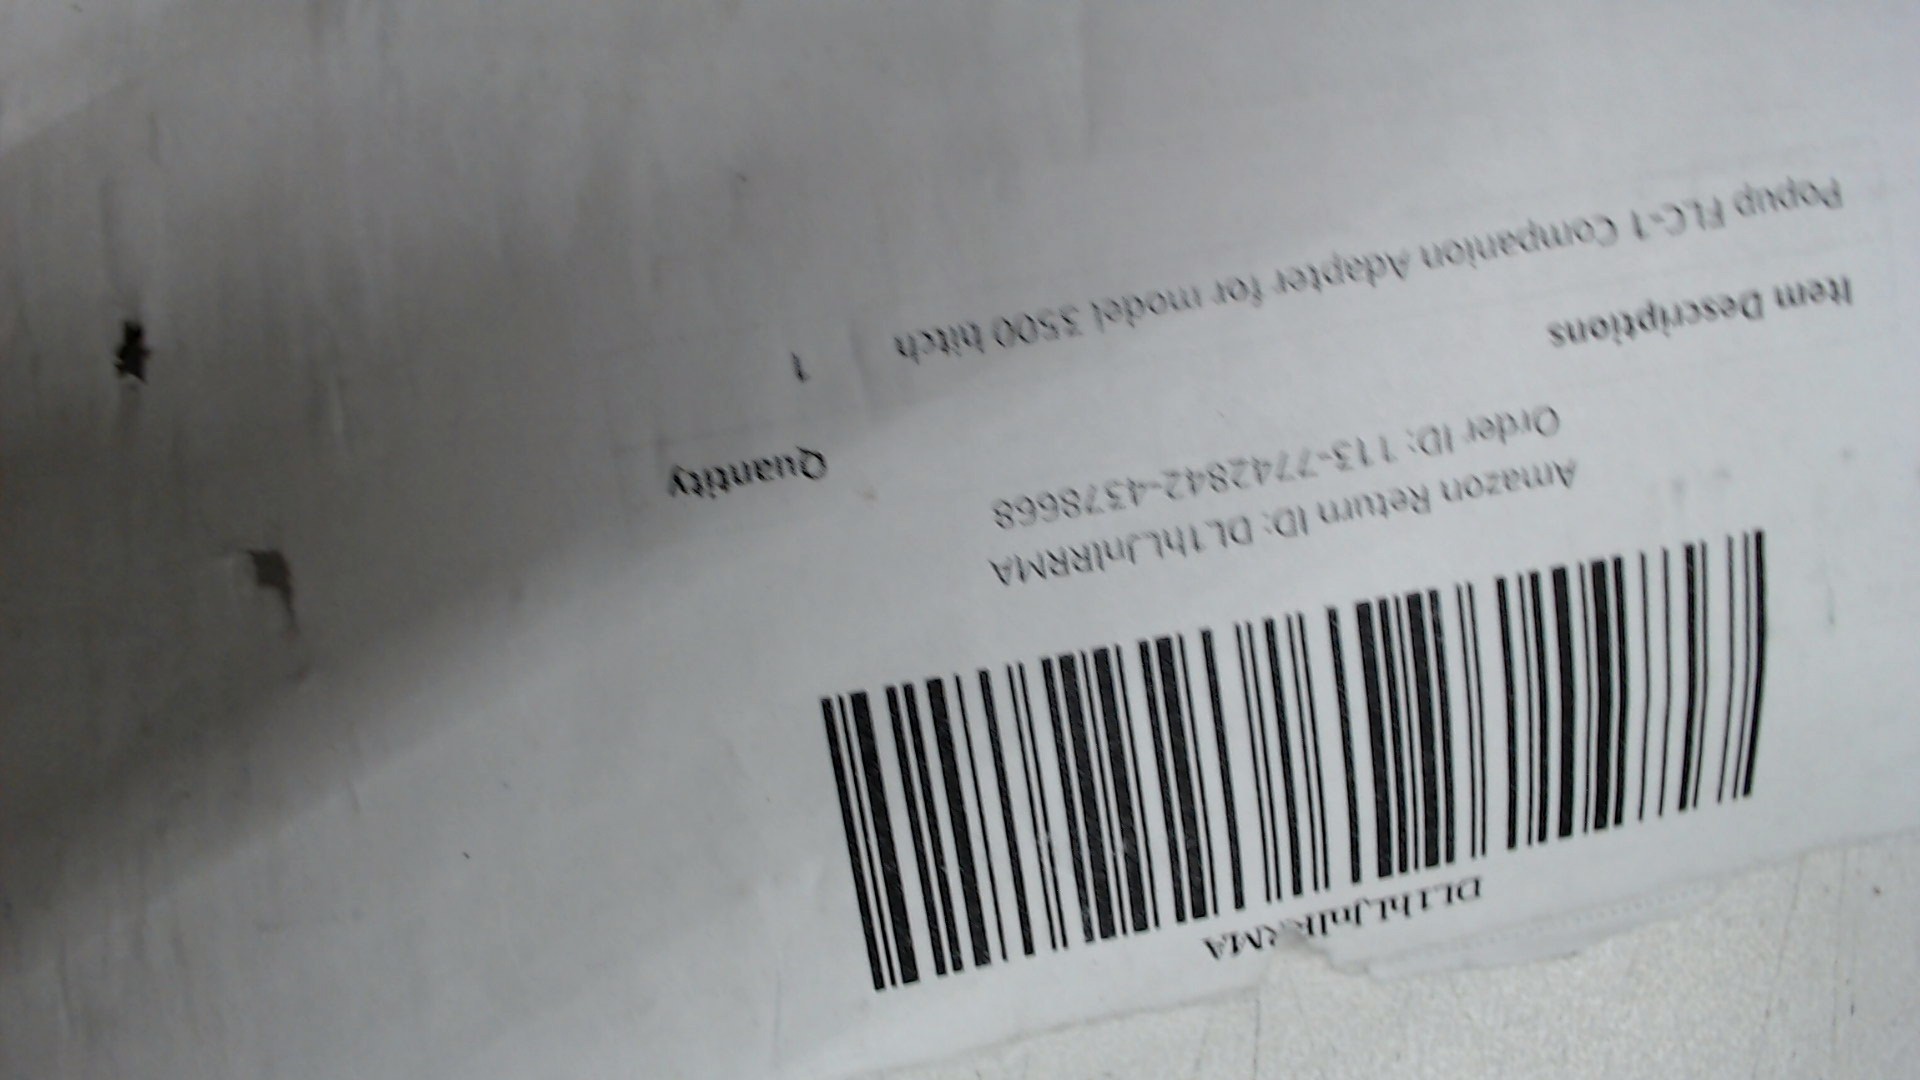 DL1hLJnlRRMA
Amazon Return ID: DL1hLJnlRRMA
Order ID: 113-7742842-4378668
Item Descriptions Quantity
Popup FLC-1 Companion Adapter for model 3500 hitch 1